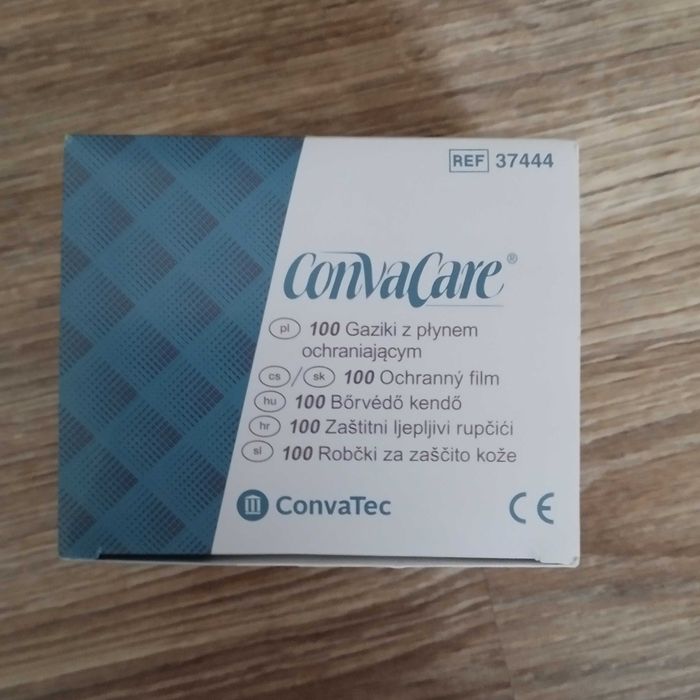 REF 37444
ConvaCare®
pl 100 Gaziki z płynem
ochraniającym
cs / sk 100 Ochranný film
hu 100 Bőrvédő kendő
hr 100 Zaštitni ljepljivi rupčići
sl 100 Robčki za zaščito kože
ConvaTec
CE